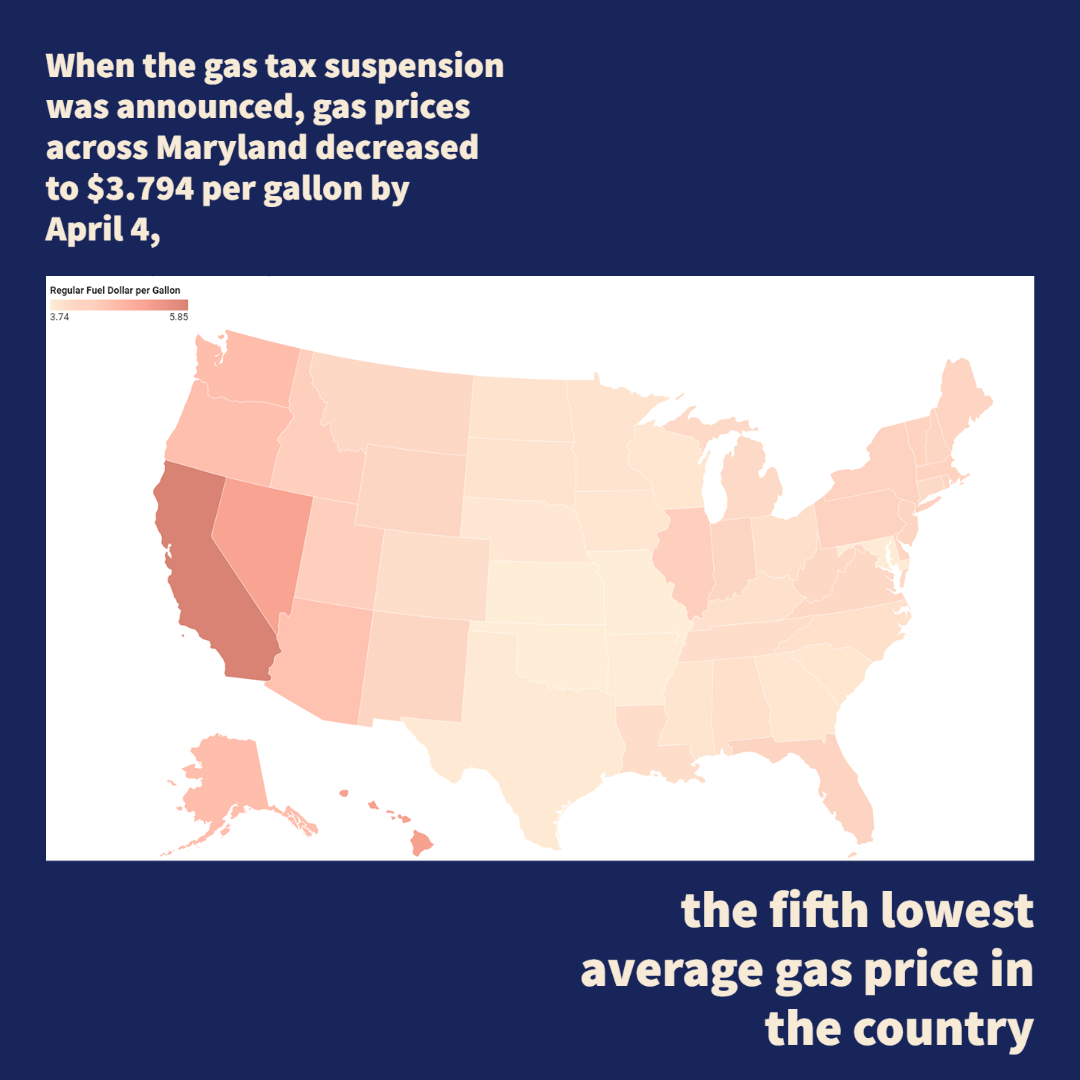 When the gas tax suspension
was announced, gas prices
across Maryland decreased
to $3.794 per gallon by
April 4,
Regular Fuel Dollar per Gallon
3.74 5.85
the fifth lowest
average gas price in
the country